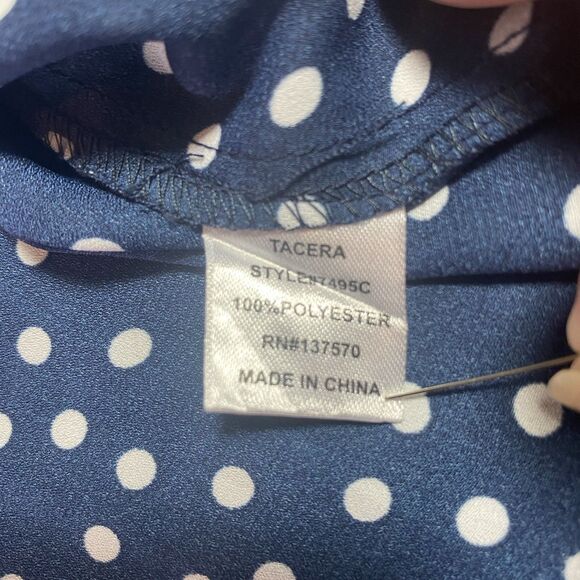 TACERA
STYLE#7495C
100%POLYESTER
RN#137570
MADE IN CHINA